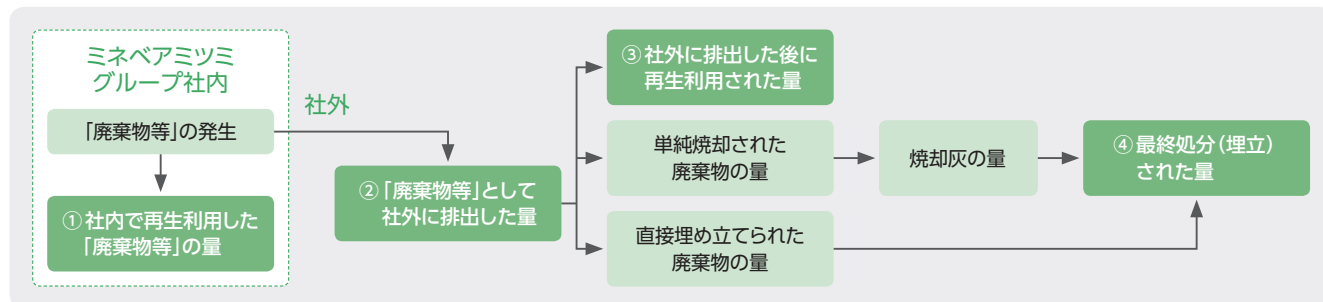 ミネベアミツミ
グループ社内
「廃棄物等」の発生
①社内で再生利用した
「廃棄物等」の量
社外
②「廃棄物等」として
社外に排出した量
③社外に排出した後に
再生利用された量
単純焼却された
廃棄物の量
焼却灰の量
④最終処分(埋立)
された量
直接埋め立てられた
廃棄物の量